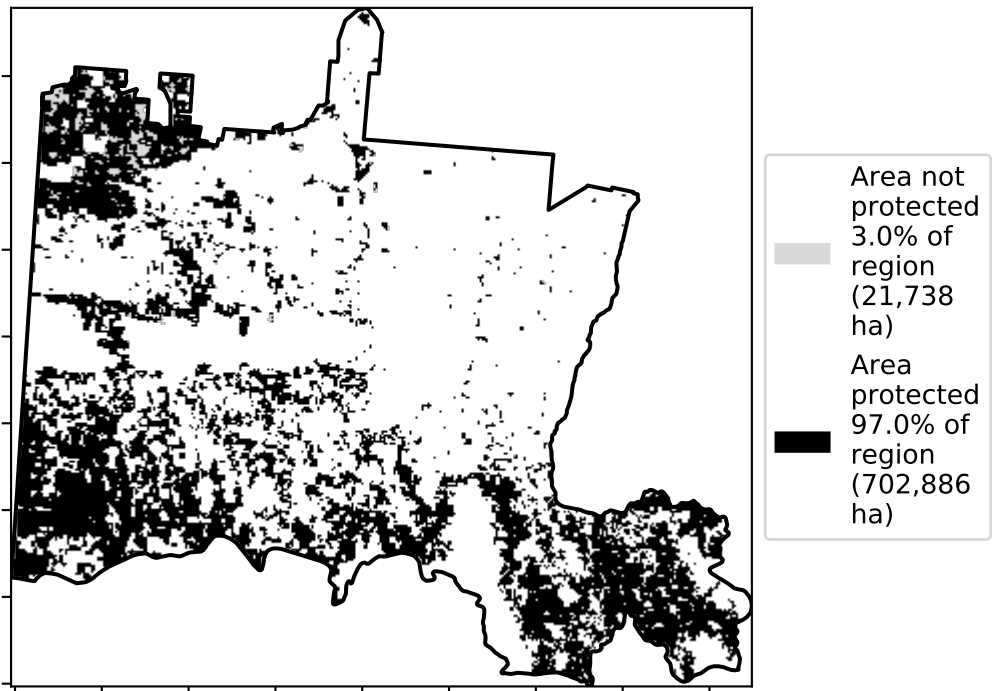 Area not
protected
3.0% of
region
(21,738
ha)
Area
protected
97.0% of
region
(702,886
ha)